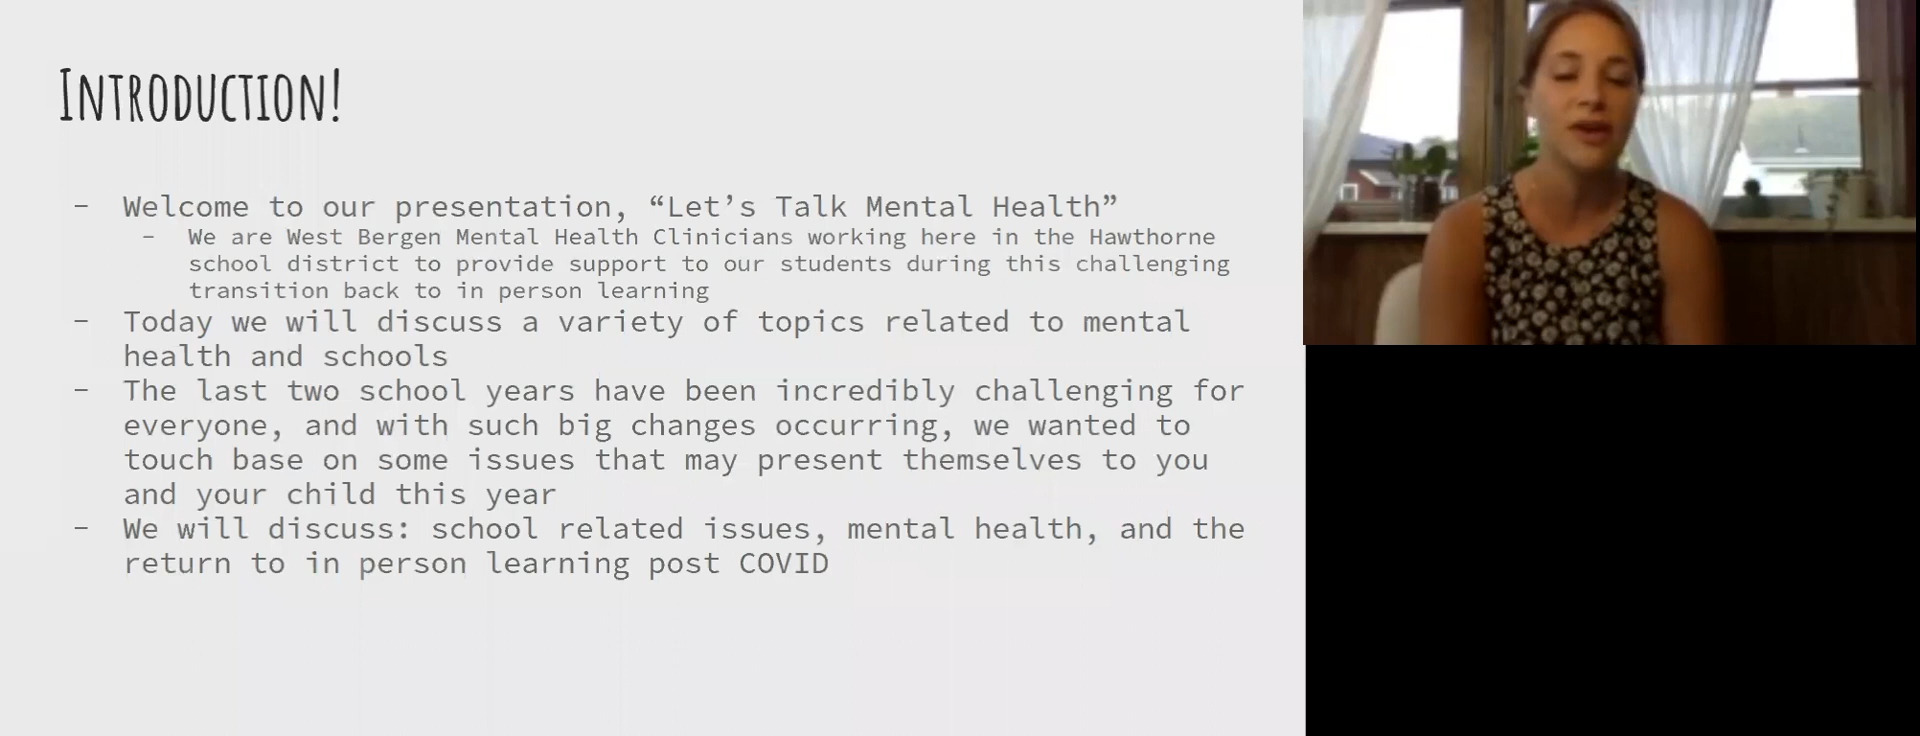 INTRODUCTION!
- Welcome to our presentation, “Let’s Talk Mental Health”
- We are West Bergen Mental Health Clinicians working here in the Hawthorne
school district to provide support to our students during this challenging
transition back to in person learning
- Today we will discuss a variety of topics related to mental
health and schools
- The last two school years have been incredibly challenging for
everyone, and with such big changes occurring, we wanted to
touch base on some issues that may present themselves to you
and your child this year
- We will discuss: school related issues, mental health, and the
return to in person learning post COVID